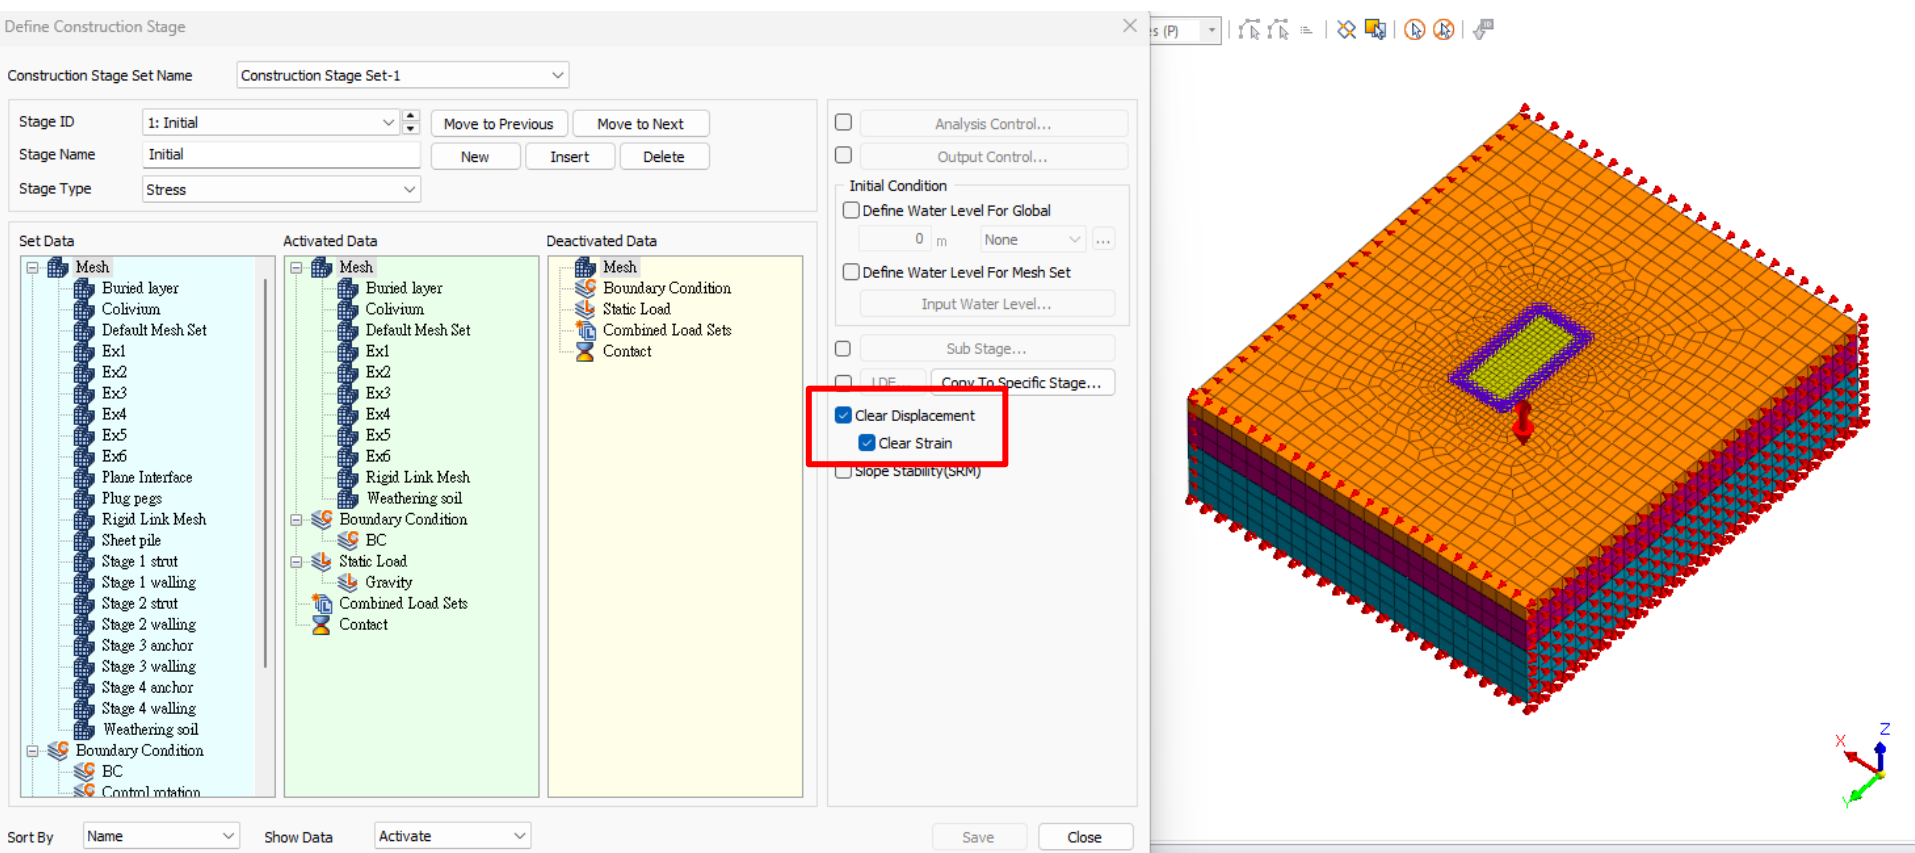 Define Construction Stage
s (P)
Construction Stage Set Name
Construction Stage Set-1
Stage ID
1: Initial
Move to Previous
Move to Next
Stage Name
Initial
New
Insert
Delete
Stage Type
Stress
Set Data
Mesh
Buried layer
Colivium
Default Mesh Set
Ex1
Ex2
Ex3
Ex4
Ex5
Ex6
Plane Interface
Plug pegs
Rigid Link Mesh
Sheet pile
Stage 1 strut
Stage 1 walling
Stage 2 strut
Stage 2 walling
Stage 3 anchor
Stage 3 walling
Stage 4 anchor
Stage 4 walling
Weathering soil
Boundary Condition
BC
Control rotation
Activated Data
Mesh
Buried layer
Colivium
Default Mesh Set
Ex1
Ex2
Ex3
Ex4
Ex5
Ex6
Rigid Link Mesh
Weathering soil
Boundary Condition
BC
Static Load
Gravity
Combined Load Sets
Contact
Deactivated Data
Mesh
Boundary Condition
Static Load
Combined Load Sets
Contact
Analysis Control...
Output Control...
Initial Condition
Define Water Level For Global
0 m
None
...
Define Water Level For Mesh Set
Input Water Level...
Sub Stage...
LDF...
Copy To Specific Stage...
Clear Displacement
Clear Strain
Slope Stability(SRM)
Sort By
Name
Show Data
Activate
Save
Close
X
Z
Y